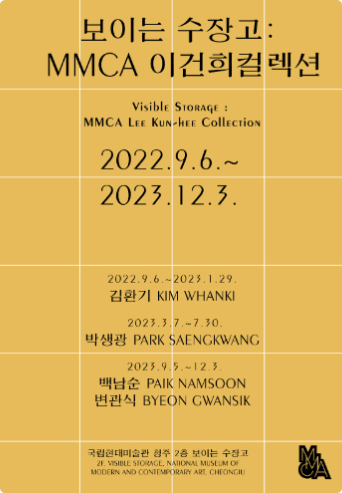 보이는 수장고:
MMCA 이건희컬렉션
Visible Storage :
MMCA Lee Kun-hee Collection
2022.9.6.~
2023.12.3.
2022.9.6.~2023.1.29.
김환기 KIM WHANKI
2023.3.7.~7.30.
박생광 PARK SAENGKWANG
2023.9.5.~12.3.
백남순 PAIK NAMSOON
변관식 BYEON GWANSIK
국립현대미술관 청주 2층 보이는 수장고
2F. VISIBLE STORAGE, NATIONAL MUSEUM OF
MODERN AND CONTEMPORARY ART, CHEONGJU
MMCA